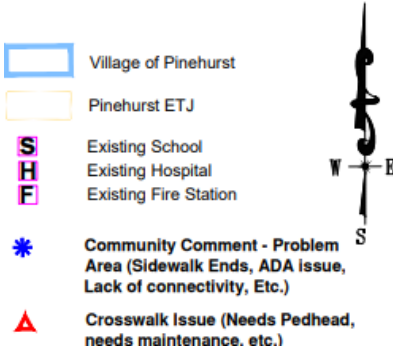 Village of Pinehurst
Pinehurst ETJ
S Existing School
H Existing Hospital
F Existing Fire Station
W E
S
Community Comment - Problem
Area (Sidewalk Ends, ADA issue,
Lack of connectivity, Etc.)
Crosswalk Issue (Needs Pedhead,
needs maintenance, etc.)